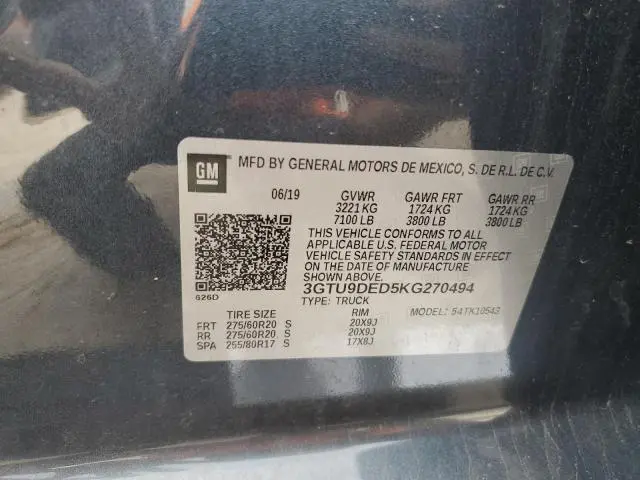 GM
MFD BY GENERAL MOTORS DE MEXICO, S. DE R.L. DE C.V.
06/19 GVWR GAWR FRT GAWR RR
3221 KG 1724 KG 1724 KG
7100 LB 3800 LB 3800 LB
THIS VEHICLE CONFORMS TO ALL
APPLICABLE U.S. FEDERAL MOTOR
VEHICLE SAFETY STANDARDS IN EFFECT
ON THE DATE OF MANUFACTURE
SHOWN ABOVE.
3GTU9DED5KG270494
626D
TYPE: TRUCK MODEL: 54TK10543
TIRE SIZE RIM
FRT 275/60R20 S 20X9J
RR 275/60R20 S 20X9J
SPA 255/80R17 S 17X8J